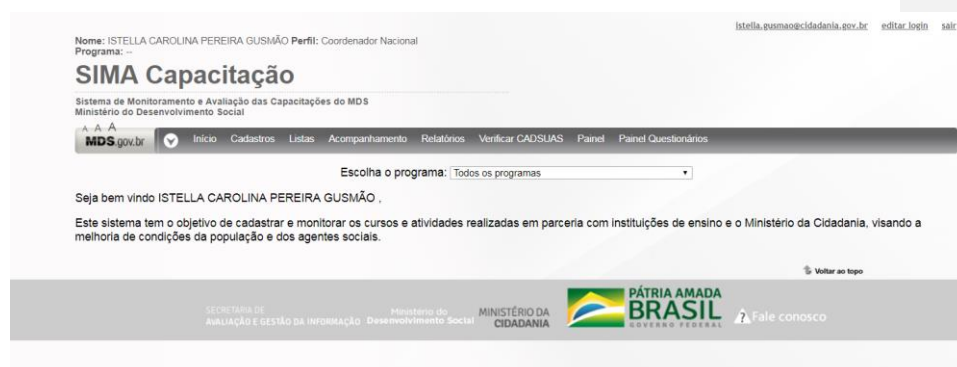 istella.gusmao@cidadania.gov.br editar login sair
Nome: ISTELLA CAROLINA PEREIRA GUSMÃO Perfil: Coordenador Nacional
Programa: --
SIMA Capacitação
Sistema de Monitoramento e Avaliação das Capacitações do MDS
Ministério do Desenvolvimento Social
A A A
MDS.gov.br Início Cadastros Listas Acompanhamento Relatórios Verificar CADSUAS Painel Painel Questionários
Escolha o programa: Todos os programas
Seja bem vindo ISTELLA CAROLINA PEREIRA GUSMÃO ,
Este sistema tem o objetivo de cadastrar e monitorar os cursos e atividades realizadas em parceria com instituições de ensino e o Ministério da Cidadania, visando a
melhoria de condições da população e dos agentes sociais.
Voltar ao topo
SECRETARIA DE
AVALIAÇÃO E GESTÃO DA INFORMAÇÃO
Ministério do
Desenvolvimento Social
MINISTÉRIO DA
CIDADANIA
PÁTRIA AMADA
BRASIL
GOVERNO FEDERAL
? Fale conosco